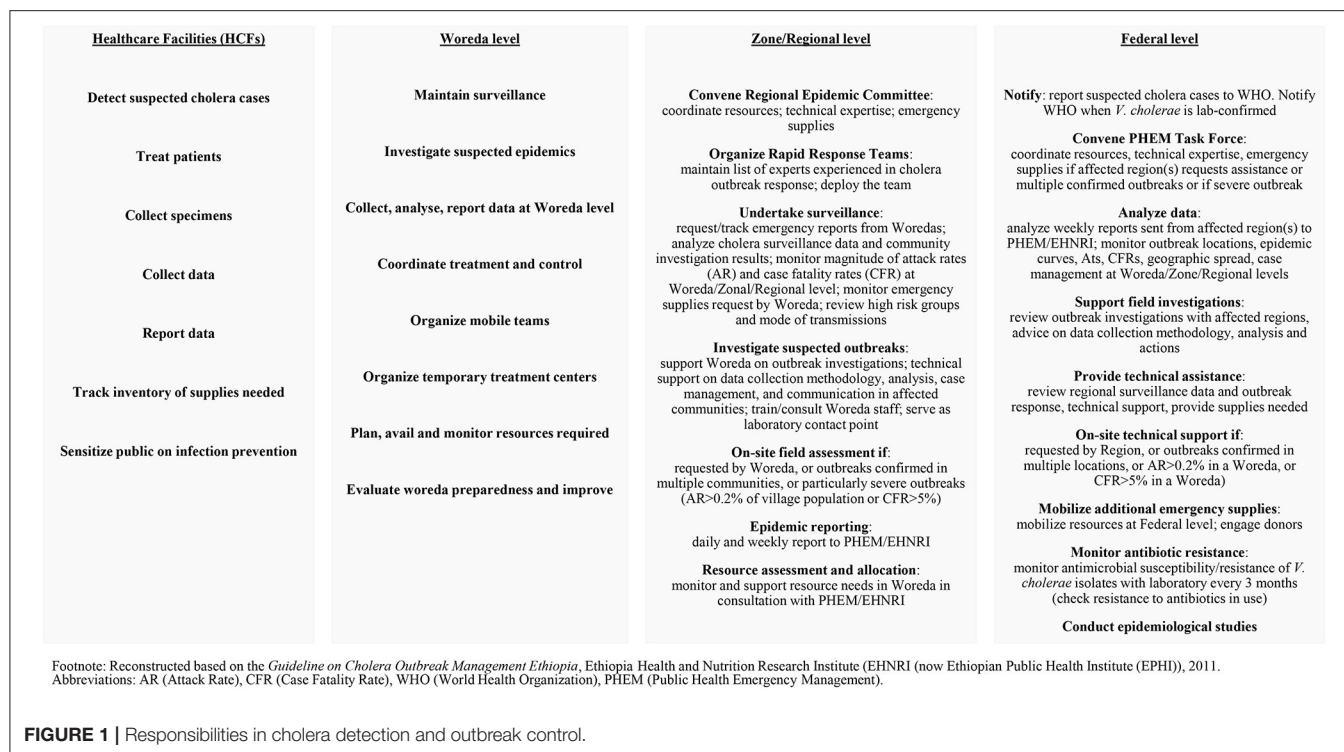 Healthcare Facilities (HCFs)
Detect suspected cholera cases
Treat patients
Collect specimens
Collect data
Report data
Track inventory of supplies needed
Sensitize public on infection prevention
Woreda level
Maintain surveillance
Investigate suspected epidemics
Collect, analyse, report data at Woreda level
Coordinate treatment and control
Organize mobile teams
Organize temporary treatment centers
Plan, avail and monitor resources required
Evaluate woreda preparedness and improve
Zone/Regional level
Convene Regional Epidemic Committee:
coordinate resources; technical expertise; emergency
supplies
Organize Rapid Response Teams:
maintain list of experts experienced in cholera
outbreak response; deploy the team
Undertake surveillance:
request/track emergency reports from Woredas;
analyze cholera surveillance data and community
investigation results; monitor magnitude of attack rates
(AR) and case fatality rates (CFR) at
Woreda/Zonal/Regional level; monitor emergency
supplies request by Woreda; review high risk groups
and mode of transmissions
Investigate suspected outbreaks:
support Woreda on outbreak investigations; technical
support on data collection methodology, analysis, case
management, and communication in affected
communities; train/consult Woreda staff; serve as
laboratory contact point
On-site field assessment if:
requested by Woreda, or outbreaks confirmed in
multiple communities, or particularly severe outbreaks
(AR>0.2% of village population or CFR>5%)
Epidemic reporting:
daily and weekly report to PHEM/EHNRI
Resource assessment and allocation:
monitor and support resource needs in Woreda in
consultation with PHEM/EHNRI
Federal level
Notify: report suspected cholera cases to WHO. Notify
WHO when V. cholerae is lab-confirmed
Convene PHEM Task Force:
coordinate resources, technical expertise, emergency
supplies if affected region(s) requests assistance or
multiple confirmed outbreaks or if severe outbreak
Analyze data:
analyze weekly reports sent from affected region(s) to
PHEM/EHNRI; monitor outbreak locations, epidemic
curves, Ats, CFRs, geographic spread, case
management at Woreda/Zone/Regional levels
Support field investigations:
review outbreak investigations with affected regions,
advice on data collection methodology, analysis and
actions
Provide technical assistance:
review regional surveillance data and outbreak
response, technical support, provide supplies needed
On-site technical support if:
requested by Region, or outbreaks confirmed in
multiple locations, or AR>0.2% in a Woreda, or
CFR>5% in a Woreda)
Mobilize additional emergency supplies:
mobilize resources at Federal level; engage donors
Monitor antibiotic resistance:
monitor antimicrobial susceptibility/resistance of V.
cholerae isolates with laboratory every 3 months
(check resistance to antibiotics in use)
Conduct epidemiological studies
Footnote: Reconstructed based on the Guideline on Cholera Outbreak Management Ethiopia, Ethiopia Health and Nutrition Research Institute (EHNRI (now Ethiopian Public Health Institute (EPHI)), 2011.
Abbreviations: AR (Attack Rate), CFR (Case Fatality Rate), WHO (World Health Organization), PHEM (Public Health Emergency Management).
FIGURE 1 | Responsibilities in cholera detection and outbreak control.